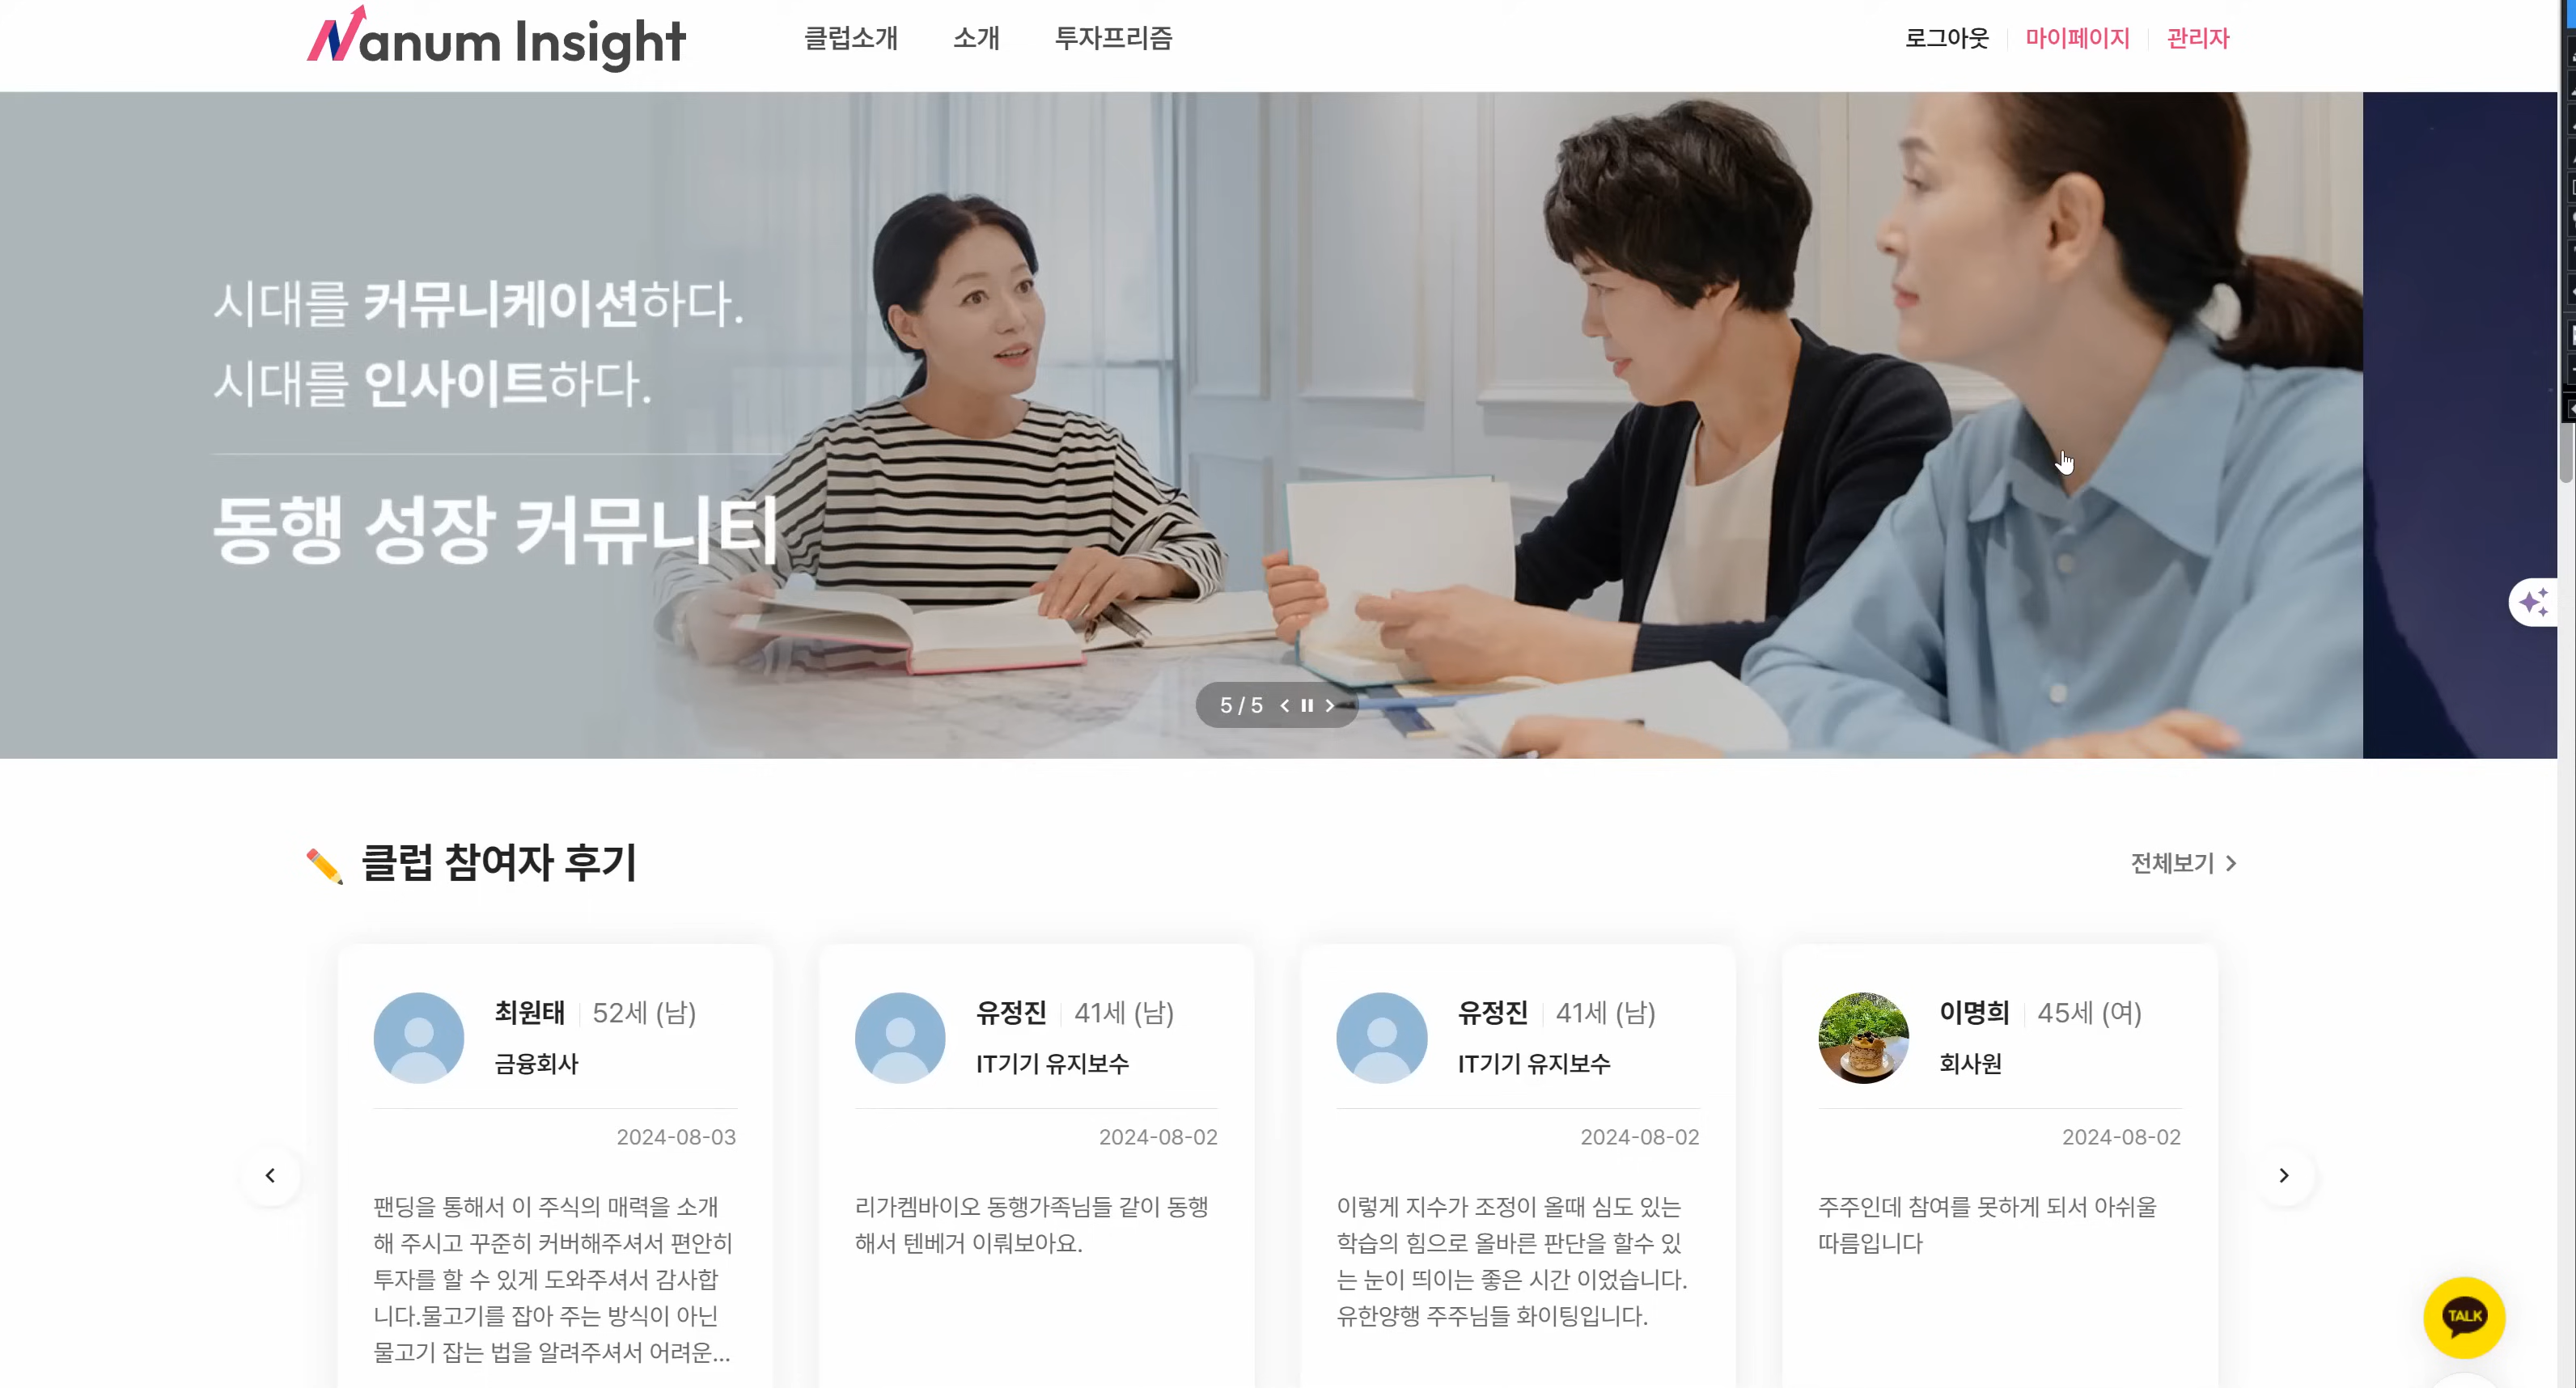 Nanum Insight
클럽소개
소개
투자프리즘
로그아웃
마이페이지
관리자
시대를 커뮤니케이션하다.
시대를 인사이트하다.
동행 성장 커뮤니티
5 / 5
클럽 참여자 후기
전체보기
최원태 52세 (남)
금융회사
2024-08-03
팬딩을 통해서 이 주식의 매력을 소개
해 주시고 꾸준히 커버해주셔서 편안히
투자를 할 수 있게 도와주셔서 감사합
니다.물고기를 잡아 주는 방식이 아닌
물고기 잡는 법을 알려주셔서 어려운...
유정진 41세 (남)
IT기기 유지보수
2024-08-02
리가켐바이오 동행가족님들 같이 동행
해서 텐베거 이뤄보아요.
유정진 41세 (남)
IT기기 유지보수
2024-08-02
이렇게 지수가 조정이 올때 심도 있는
학습의 힘으로 올바른 판단을 할수 있
는 눈이 띄이는 좋은 시간 이었습니다.
유한양행 주주님들 화이팅입니다.
이명희 45세 (여)
회사원
2024-08-02
주주인데 참여를 못하게 되서 아쉬울
따름입니다
TALK